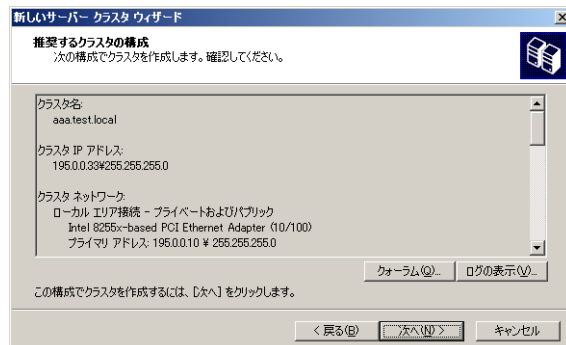 新しいサーバー クラスタ ウィザード
推奨するクラスタの構成
次の構成でクラスタを作成します。確認してください。
クラスタ名:
aaa.test.local
クラスタ IP アドレス:
195.0.0.33¥255.255.255.0
クラスタ ネットワーク:
ローカル エリア接続 - プライベートおよびパブリック
Intel 8255x-based PCI Ethernet Adapter (10/100)
プライマリ アドレス: 195.0.0.10 ¥ 255.255.255.0
クォーラム(Q)... ログの表示(V)...
この構成でクラスタを作成するには、[次へ] をクリックします。
< 戻る(B) 次へ(N) > キャンセル